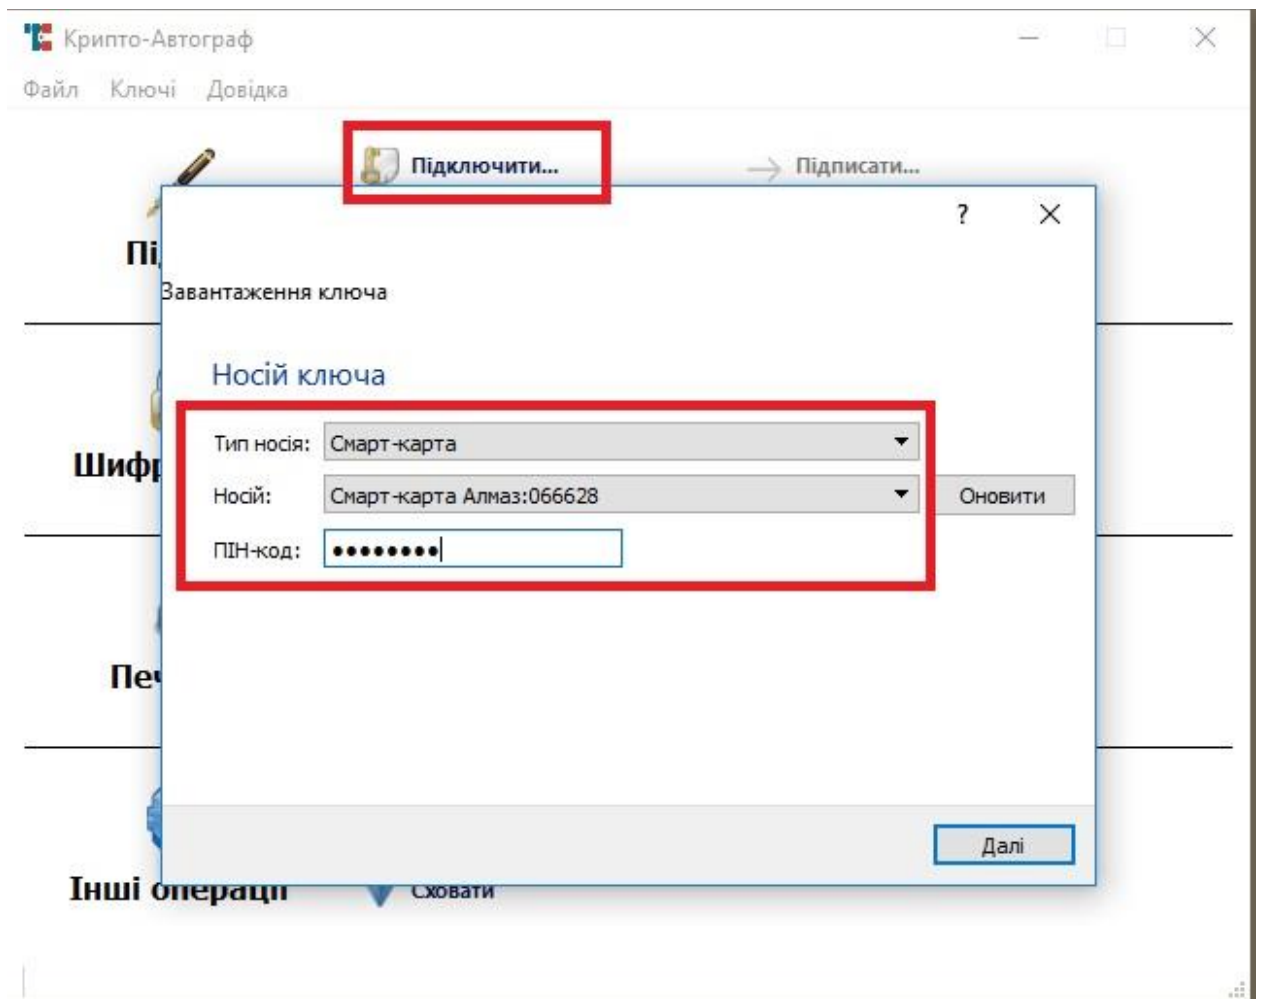 Крипто-Автограф
Файл Ключі Довідка
Підключити... Підписати...
?
Пі
Завантаження ключа
Носій ключа
Тип носія: Смарт-карта
Шифр
Носій: Смарт-карта Алмаз:066628 Оновити
ПІН-код: ●●●●●●●●
Печ
Далі
Інші операції Сховати